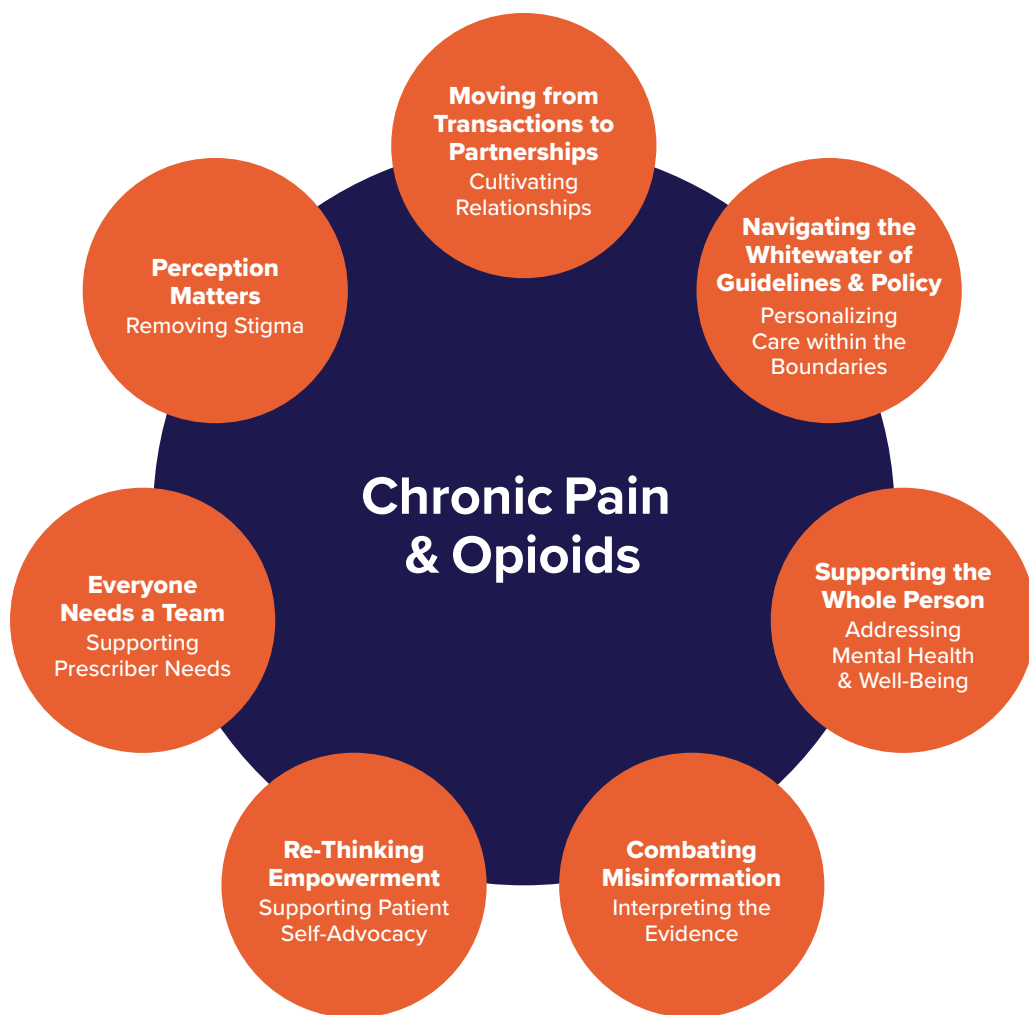 Moving from
Transactions to
Partnerships
Cultivating
Relationships
Navigating the
Whitewater of
Guidelines & Policy
Personalizing
Care within the
Boundaries
Supporting the
Whole Person
Addressing
Mental Health
& Well-Being
Combating
Misinformation
Interpreting the
Evidence
Re-Thinking
Empowerment
Supporting Patient
Self-Advocacy
Everyone
Needs a Team
Supporting
Prescriber Needs
Perception
Matters
Removing Stigma
Chronic Pain
& Opioids